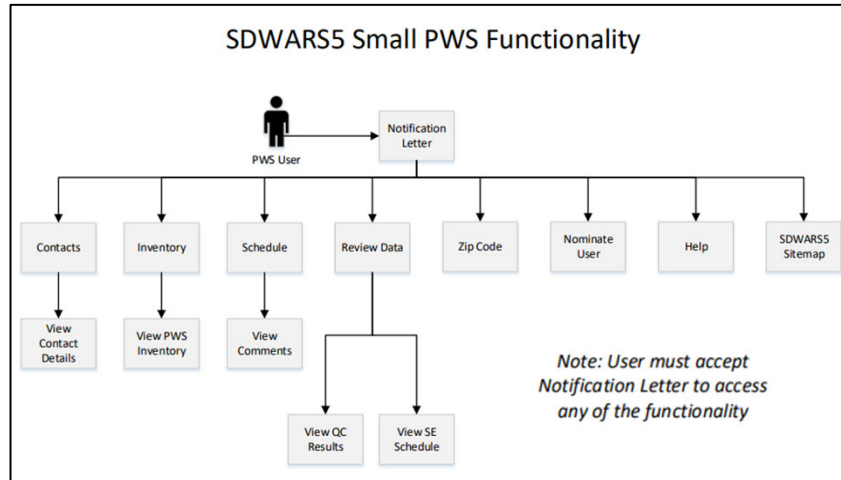 SDWARS5 Small PWS Functionality
PWS User
Notification
Letter
Contacts
Inventory
Schedule
Review Data
Zip Code
Nominate
User
Help
SDWARS5
Sitemap
View
Contact
Details
View PWS
Inventory
View
Comments
Note: User must accept
Notification Letter to access
any of the functionality
View QC
Results
View SE
Schedule